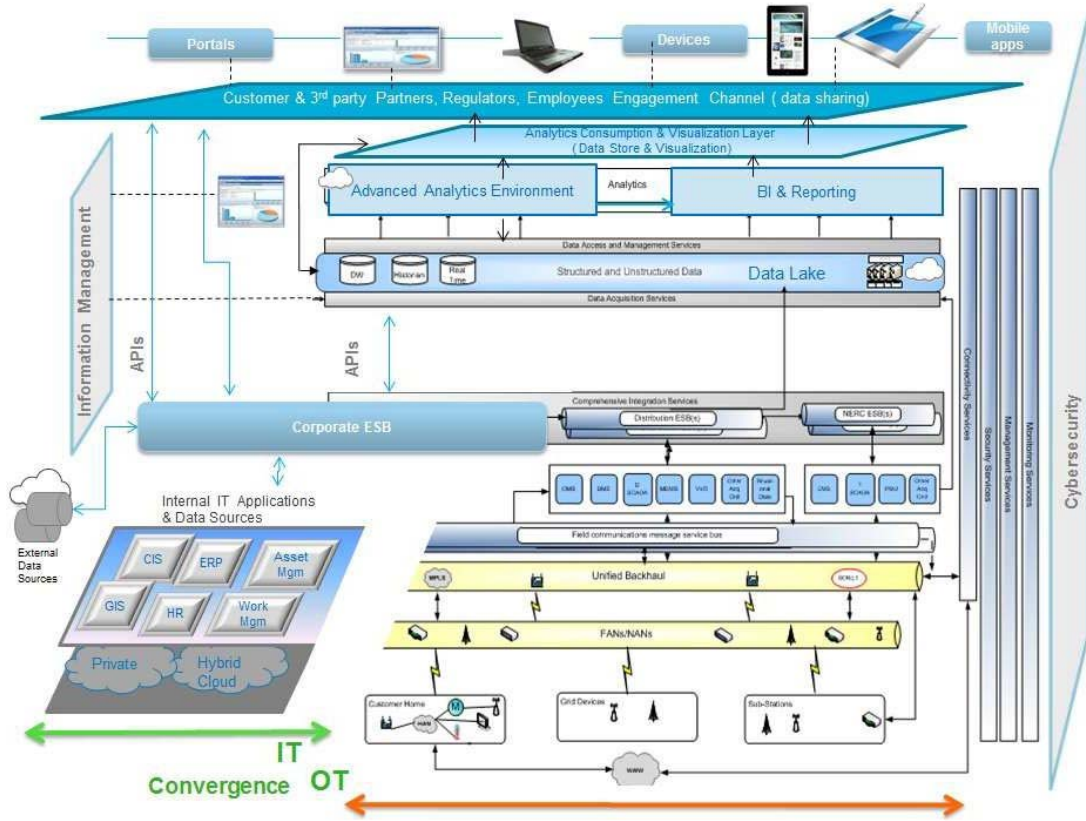 Portals
Devices
Mobile
apps
Customer & 3rd party Partners, Regulators, Employees Engagement Channel ( data sharing)
Analytics Consumption & Visualization Layer
(Data Store & Visualization)
Advanced Analytics Environment
Analytics
BI & Reporting
Information Management
Data Access and Management Services
DW
Historian
Real
Time
Structured and Unstructured Data
Data Lake
Data Acquisition Services
APIs
APIs
Comprehensive Integration Services
Corporate ESB
Distribution ESB(s)
NERC ESB(s)
Connectivity Services
Security Services
Management Services
Monitoring Services
Cybersecurity
External
Data
Sources
Internal IT Applications
& Data Sources
CIS
ERP
Asset
Mgm
GIS
HR
Work
Mgm
Private
Hybrid
Cloud
OMS
DMS
D
SCADA
MDMS
Field communications message service bus
MPLS
Unified Backhaul
FANs/NANs
Customer Home
M
HAN
Grid Devices
Sub-Stations
WAN
IT
Convergence
OT